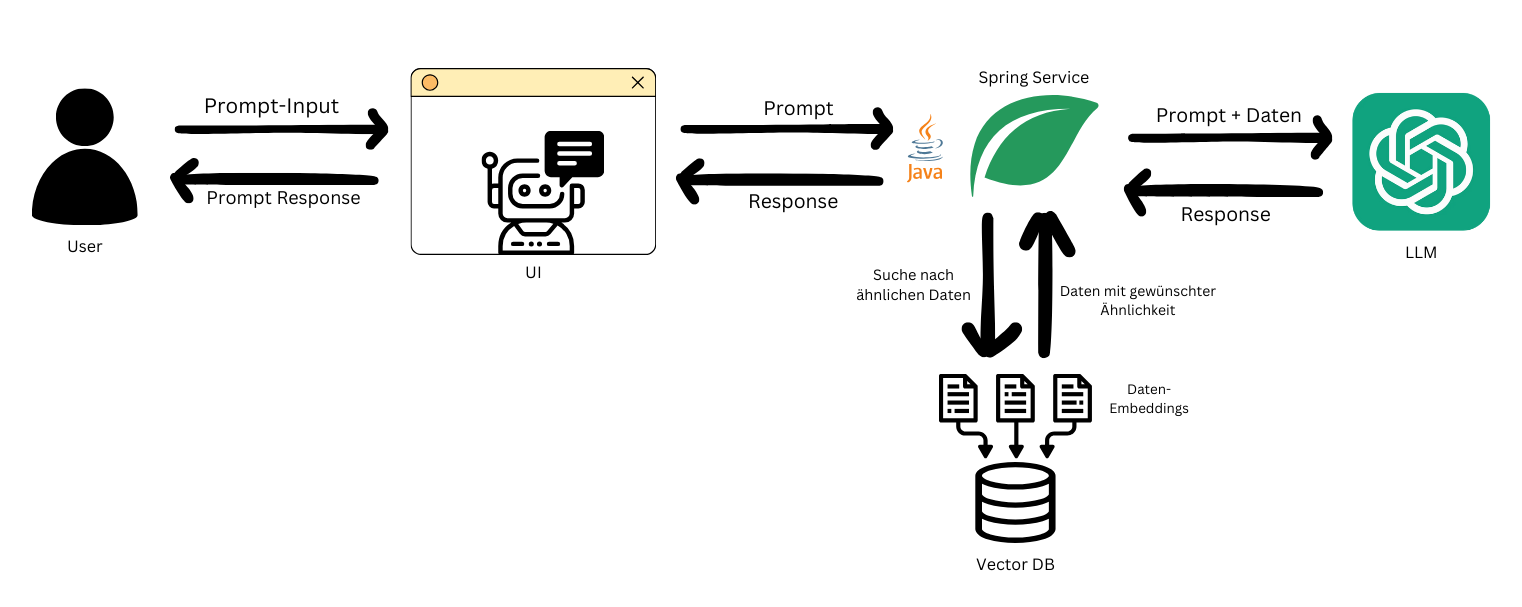 Spring Service
Prompt-Input
Prompt
Prompt + Daten
Java
Prompt Response
Response
Response
User
UI
LLM
Suche nach
ähnlichen Daten
Daten mit gewünschter
Ähnlichkeit
Daten-
Embeddings
Vector DB